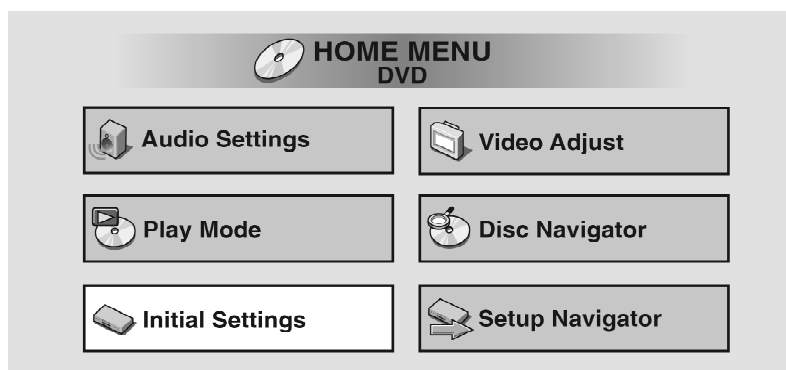 HOME MENU
DVD
Audio Settings
Video Adjust
Play Mode
Disc Navigator
Initial Settings
Setup Navigator